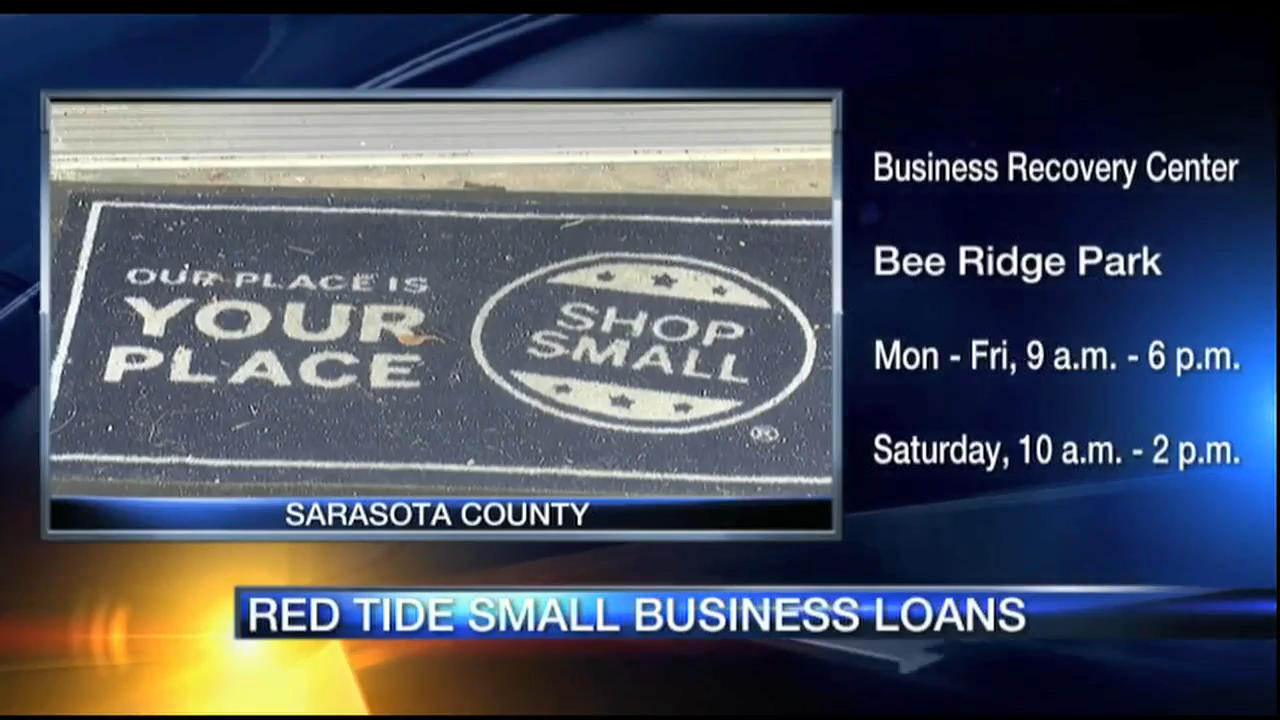 OUR PLACE IS
YOUR
PLACE
SHOP
SMALL
®
SARASOTA COUNTY
Business Recovery Center
Bee Ridge Park
Mon - Fri, 9 a.m. - 6 p.m.
Saturday, 10 a.m. - 2 p.m.
RED TIDE SMALL BUSINESS LOANS